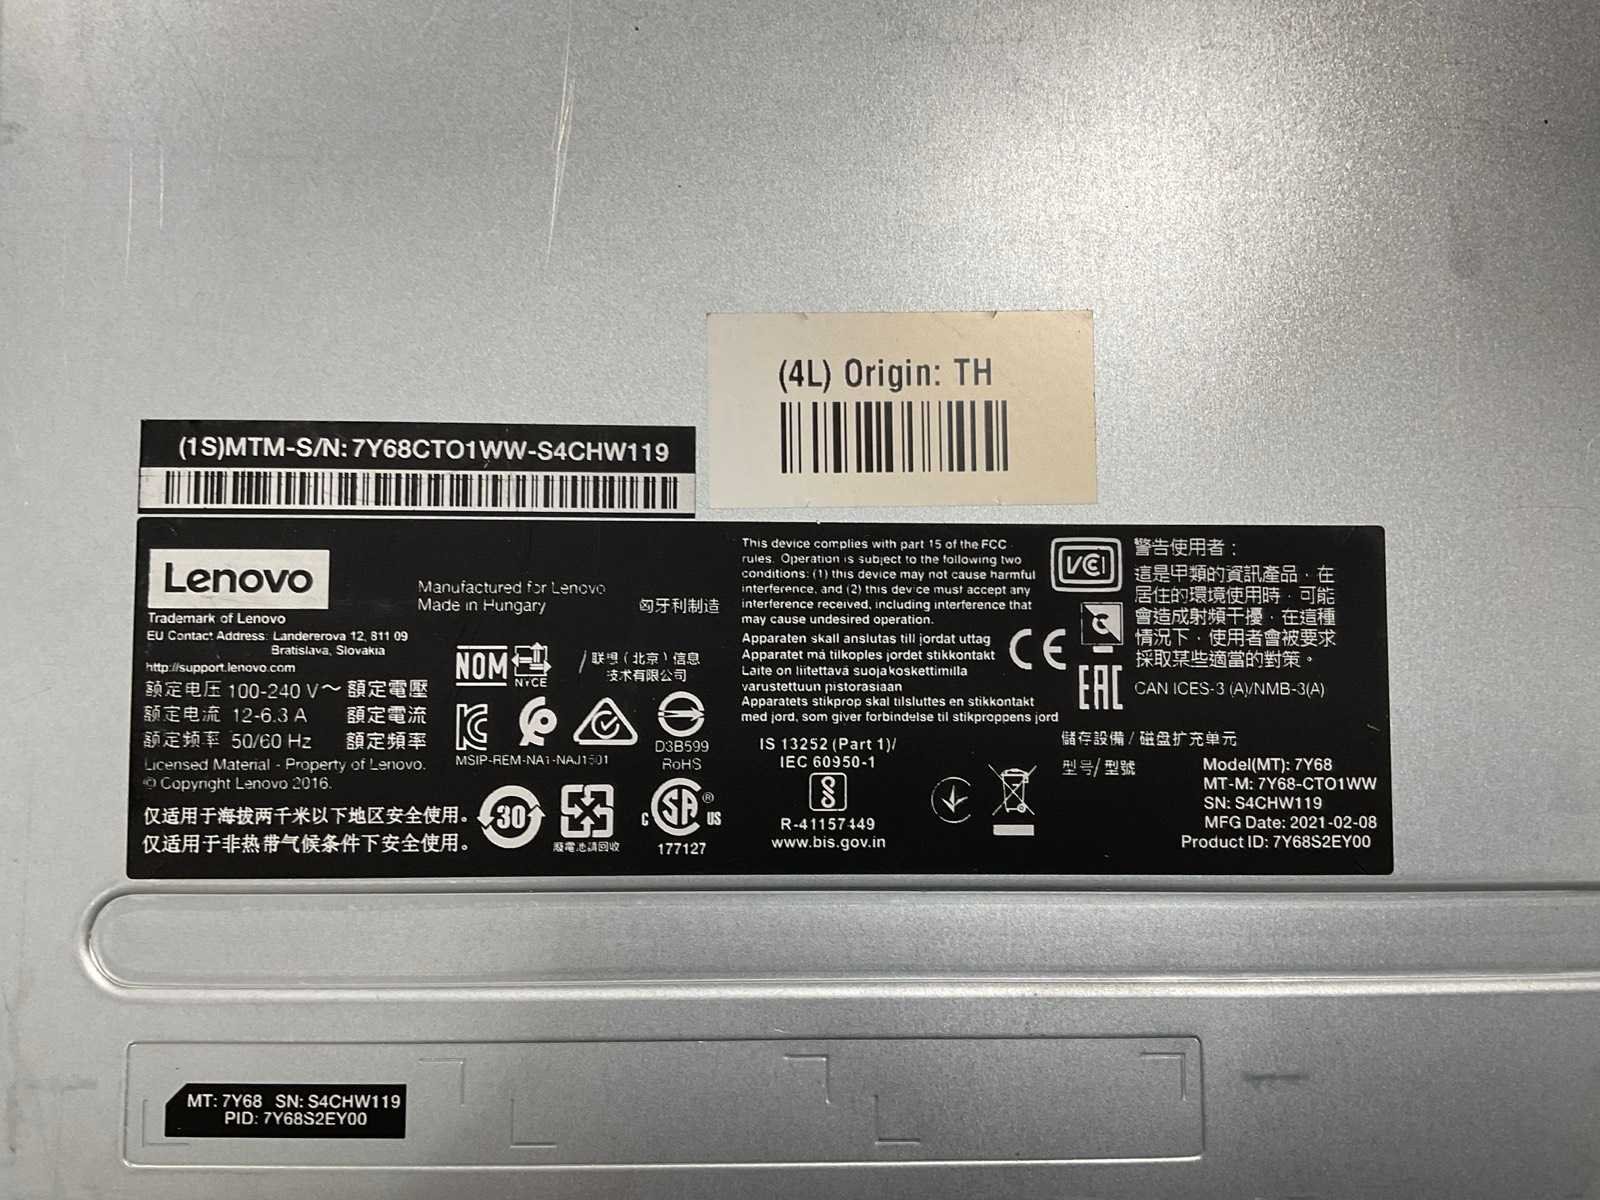 (4L) Origin: TH
(1S)MTM-S/N: 7Y68CTO1WW-S4CHW119
Lenovo
Trademark of Lenovo
EU Contact Address: Landererova 12, 811 09
Bratislava, Slovakia
http://support.lenovo.com
额定电压 100-240 V～ 額定電壓
额定电流 12-6.3 A 額定電流
额定频率 50/60 Hz 額定頻率
Licensed Material - Property of Lenovo.
© Copyright Lenovo 2016.
仅适用于海拔两千米以下地区安全使用。
仅适用于非热带气候条件下安全使用。
Manufactured for Lenovo
Made in Hungary 匈牙利制造
NOM
NYCE
联想（北京）信息
技术有限公司
MSIP-REM-NA1-NAJ1501
D3B599
RoHS
30
廢電池請回收
C SA ® US
177127
This device complies with part 15 of the FCC
rules. Operation is subject to the following two
conditions: (1) this device may not cause harmful
interference, and (2) this device must accept any
interference received, including interference that
may cause undesired operation.
Apparaten skall anslutas till jordat uttag
Apparatet må tilkoples jordet stikkontakt
Laite on liitettävä suojakoskettimilla
varustettuun pistorasiaan
Apparatets stikprop skal tilsluttes en stikkontakt
med jord, som giver forbindelse til stikproppens jord
IS 13252 (Part 1)/
IEC 60950-1
R-41157449
www.bis.gov.in
CE
VCI
EAC
警告使用者：
這是甲類的資訊產品，在
居住的環境使用時，可能
會造成射頻干擾，在這種
情況下，使用者會被要求
採取某些適當的對策。
CAN ICES-3 (A)/NMB-3(A)
儲存設備 / 磁盘扩充单元
型号/ 型號
Model(MT): 7Y68
MT-M: 7Y68-CTO1WW
SN: S4CHW119
MFG Date: 2021-02-08
Product ID: 7Y68S2EY00
MT: 7Y68 SN: S4CHW119
PID: 7Y68S2EY00